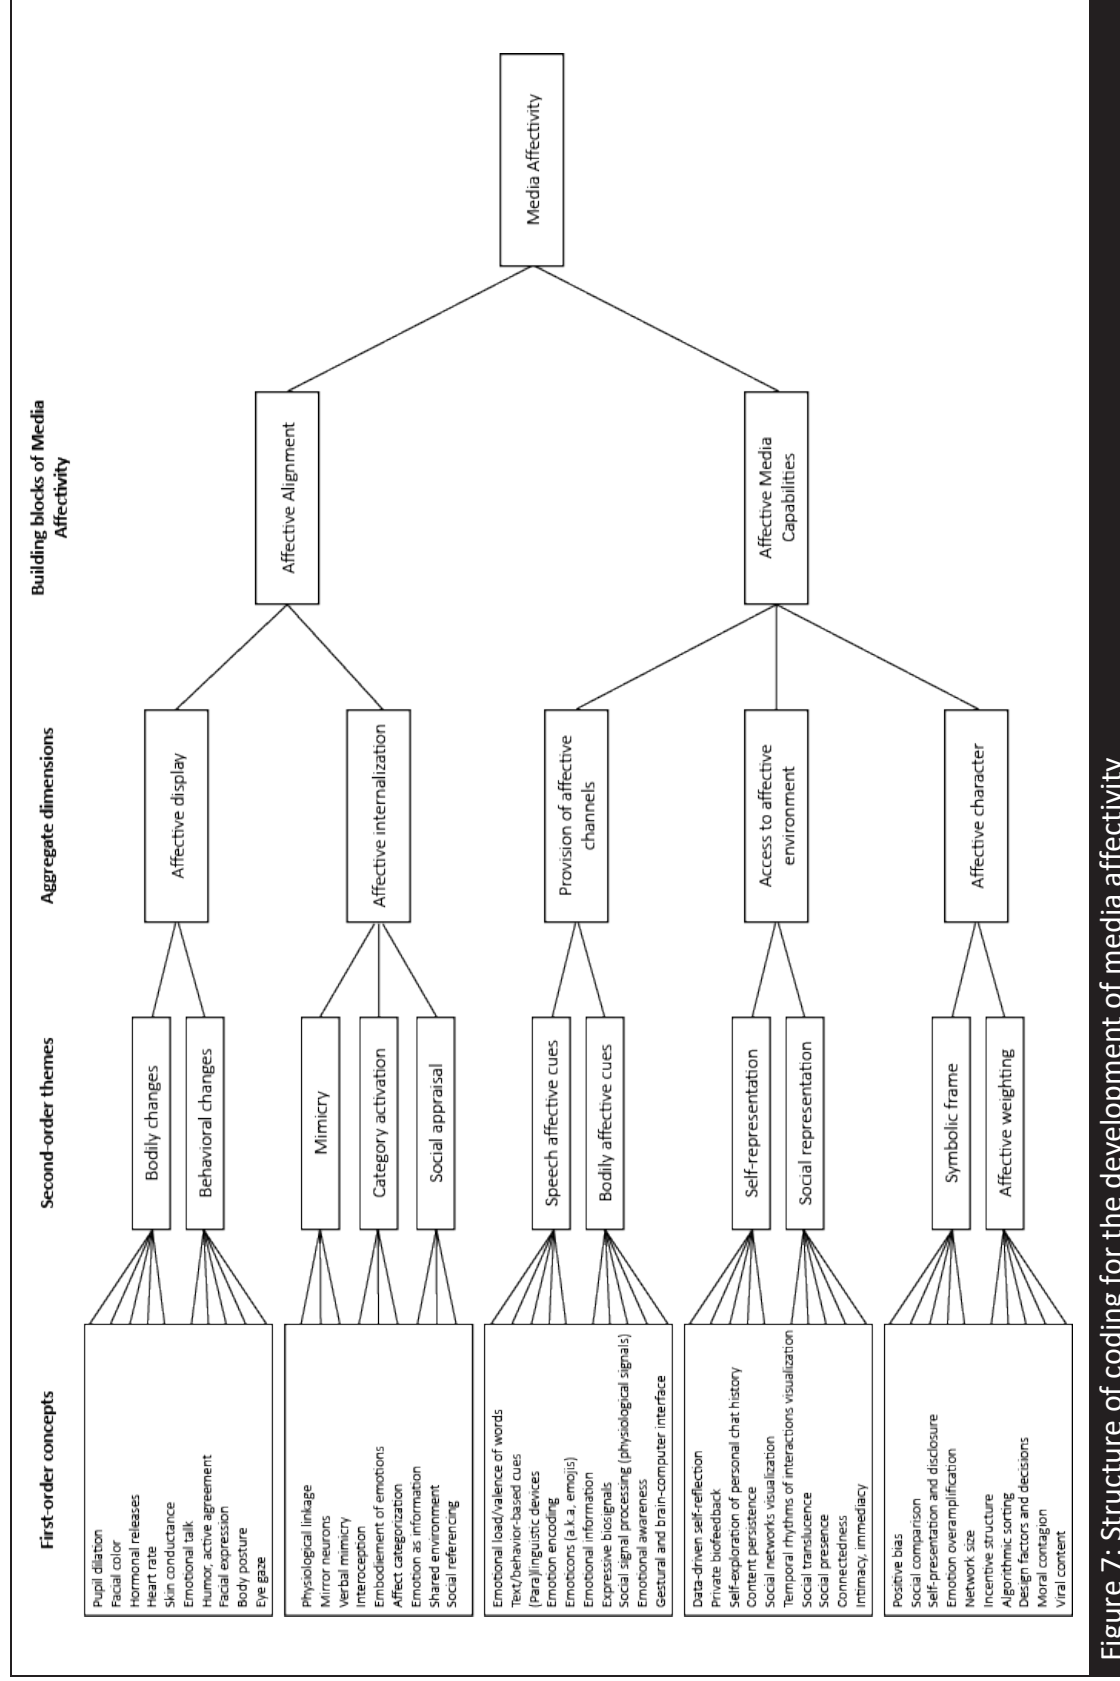 First-order concepts
Second-order themes
Aggregate dimensions
Building blocks of Media
Affectivity
Pupil dilation
Facial color
Hormonal releases
Heart rate
Skin conductance
Emotional talk
Humor, active agreement
Facial expression
Body posture
Eye gaze
Bodily changes
Behavioral changes
Affective display
Affective Alignment
Physiological linkage
Mirror neurons
Verbal mimicry
Interoception
Embodiement of emotions
Affect categorization
Emotion as information
Shared environment
Social referencing
Mimicry
Category activation
Social appraisal
Affective internalization
Media Affectivity
Emotional load/valence of words
Text/behavior-based cues
(Para)linguistic devices
Emotion encoding
Emoticons (a.k.a, emojis)
Emotional information
Expressive biosignals
Social signal processing (physiological signals)
Emotional awareness
Gestural and brain-computer interface
Speech affective cues
Bodily affective cues
Provision of affective
channels
Data-driven self-reflection
Private biofeedback
Self-exploration of personal chat history
Content persistence
Social networks visualization
Temporal rhythms of interactions visualization
Social translucence
Social presence
Connectedness
Intimacy, immediacy
Self-representation
Social representation
Access to affective
environment
Affective Media
Capabilities
Positive bias
Social comparison
Self-presentation and disclosure
Emotion overamplification
Network size
Incentive structure
Algorithmic sorting
Design factors and decisions
Moral contagion
Viral content
Symbolic frame
Affective weighting
Affective character
Figure 7: Structure of coding for the development of media affectivity